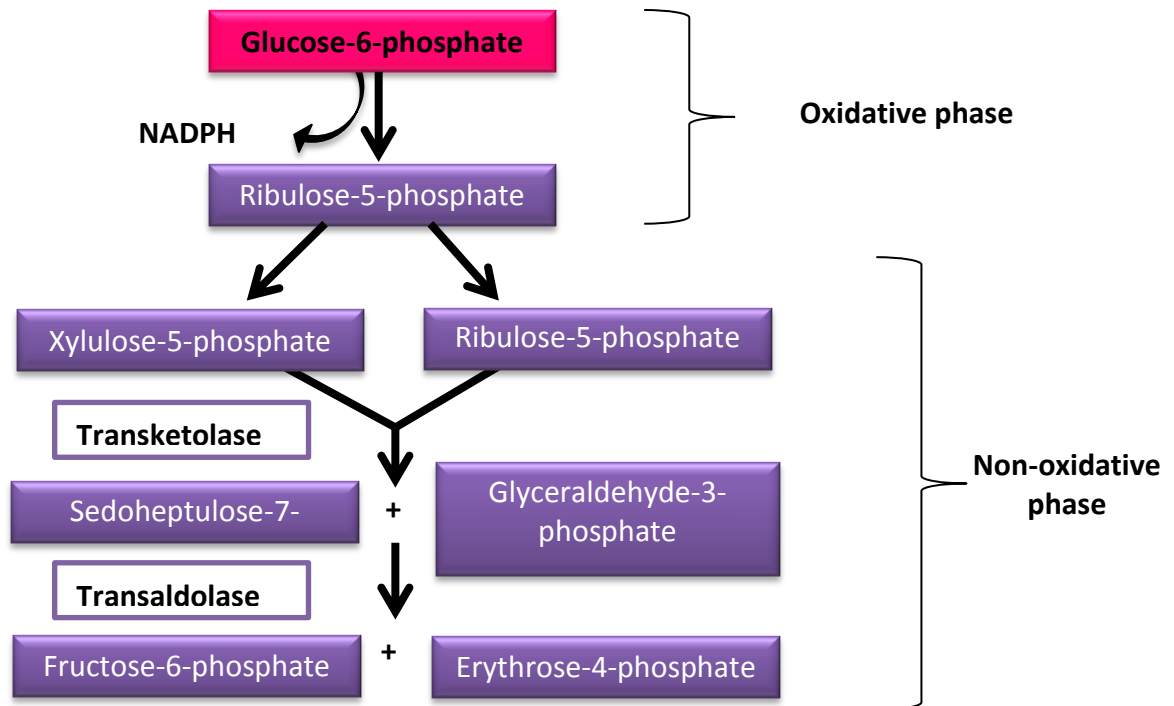 Glucose-6-phosphate
Oxidative phase
NADPH
Ribulose-5-phosphate
Xylulose-5-phosphate
Ribulose-5-phosphate
Transketolase
Sedoheptulose-7-
+
Glyceraldehyde-3-
phosphate
Non-oxidative
phase
Transaldolase
Fructose-6-phosphate
+
Erythrose-4-phosphate